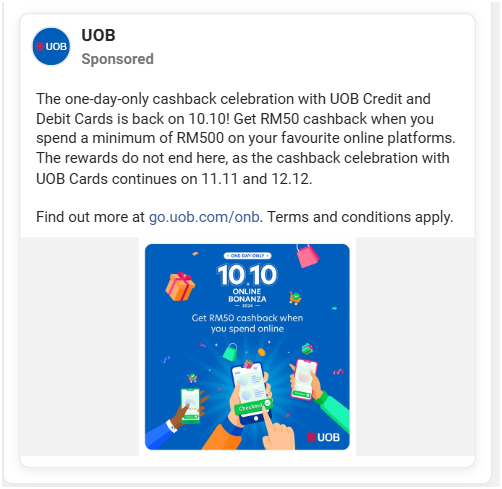 UOB
UOB
Sponsored
The one-day-only cashback celebration with UOB Credit and
Debit Cards is back on 10.10! Get RM50 cashback when you
spend a minimum of RM500 on your favourite online platforms.
The rewards do not end here, as the cashback celebration with
UOB Cards continues on 11.11 and 12.12.
Find out more at go.uob.com/onb. Terms and conditions apply.
ONE-DAY-ONLY
10.10
ONLINE
BONANZA
2024
Get RM50 cashback when
you spend online
Checkout
UOB